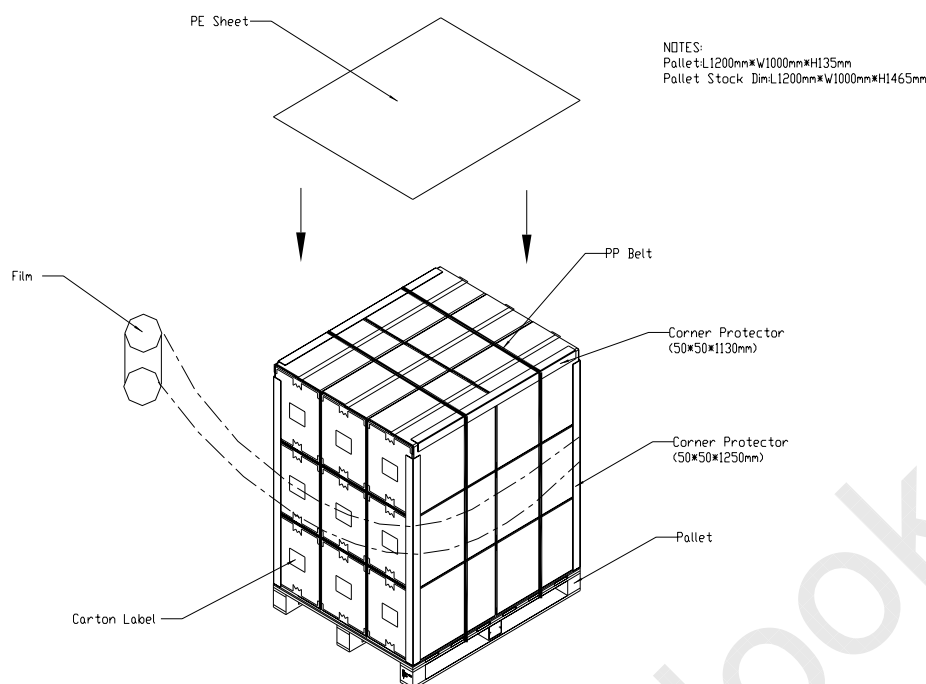 PE Sheet
NOTES:
Pallet:L1200mm*W1000mm*H135mm
Pallet Stock Dim:L1200mm*W1000mm*H1465mm
PP Belt
Film
Corner Protector
(50*50*1130mm)
Corner Protector
(50*50*1250mm)
Pallet
Carton Label
look